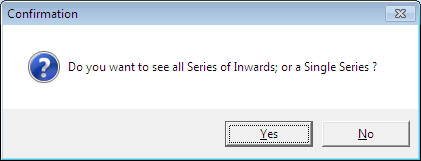 Confirmation
Do you want to see all Series of Inwards; or a Single Series ?
Yes
No